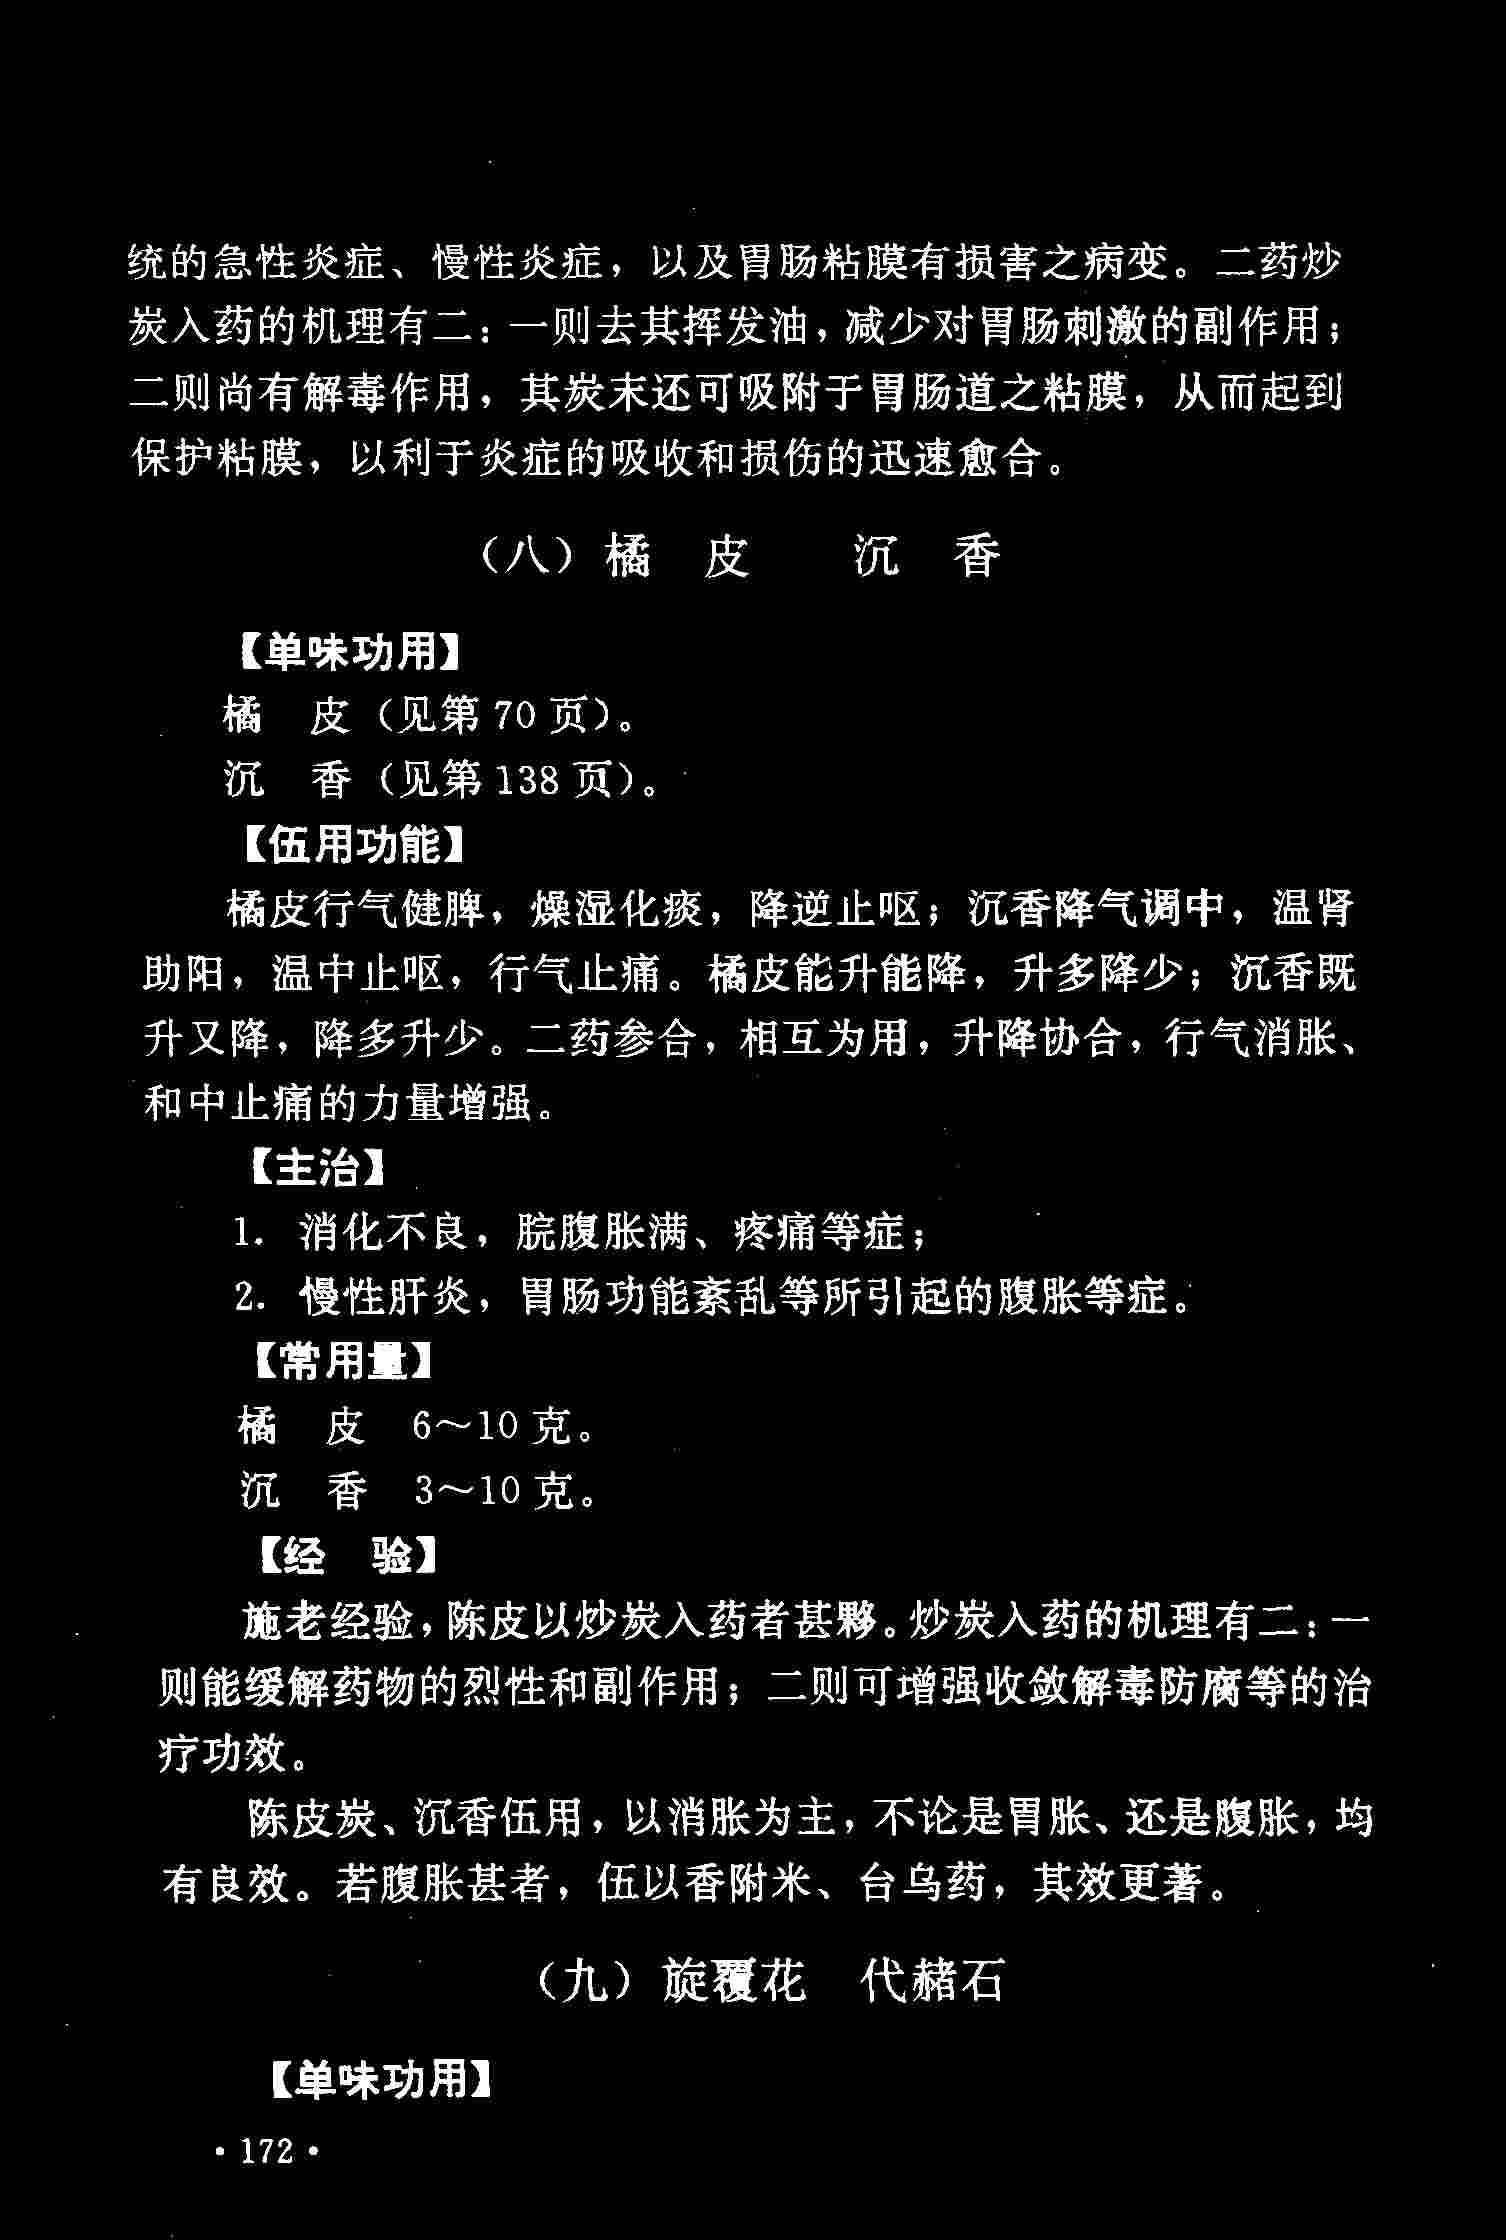 统的急性炎症、慢性炎症，以及胃肠粘膜有损害之病变。二药炒
炭入药的机理有二：一则去其挥发油，减少对胃肠刺激的副作用；
二则尚有解毒作用，其炭末还可吸附于胃肠道之粘膜，从而起到
保护粘膜，以利于炎症的吸收和损伤的迅速愈合。
（八）橘　皮　　沉　香
【单味功用】
橘　皮（见第 70 页）。
沉　香（见第 138 页）。
【伍用功能】
橘皮行气健脾，燥湿化痰，降逆止呕；沉香降气调中，温肾
助阳，温中止呕，行气止痛。橘皮能升能降，升多降少；沉香既
升又降，降多升少。二药参合，相互为用，升降协合，行气消胀、
和中止痛的力量增强。
【主治】
1. 消化不良，脘腹胀满、疼痛等症；
2. 慢性肝炎，胃肠功能紊乱等所引起的腹胀等症。
【常用量】
橘　皮　6～10 克。
沉　香　3～10 克。
【经　验】
施老经验，陈皮以炒炭入药者甚夥。炒炭入药的机理有二：一
则能缓解药物的烈性和副作用；二则可增强收敛解毒防腐等的治
疗功效。
陈皮炭、沉香伍用，以消胀为主，不论是胃胀、还是腹胀，均
有良效。若腹胀甚者，伍以香附米、台乌药，其效更著。
（九）旋覆花　代赭石
【单味功用】
· 172 ·